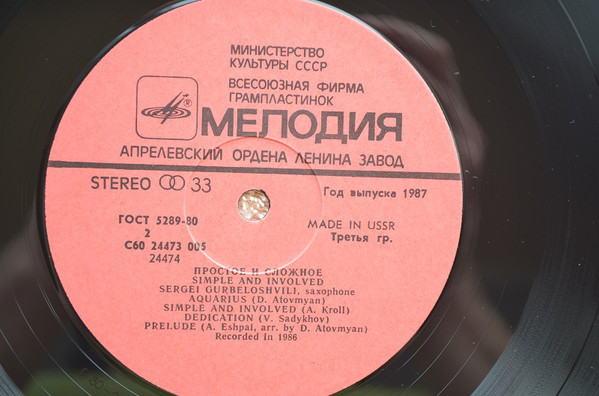 МИНИСТЕРСТВО
КУЛЬТУРЫ СССР
ВСЕСОЮЗНАЯ ФИРМА
ГРАМПЛАСТИНОК
®
МЕЛОДИЯ
АПРЕЛЕВСКИЙ ОРДЕНА ЛЕНИНА ЗАВОД
STEREO 33
Год выпуска 1987
ГОСТ 5289-80
2
С60 24473 005
24474
MADE IN USSR
Третья гр.
ПРОСТОЕ И СЛОЖНОЕ
SIMPLE AND INVOLVED
SERGEI GURBELOSHVILI, saxophone
AQUARIUS (D. Atovmyan)
SIMPLE AND INVOLVED (A. Kroll)
DEDICATION (V. Sadykhov)
PRELUDE (A. Eshpai, arr. by D. Atovmyan)
Recorded in 1986